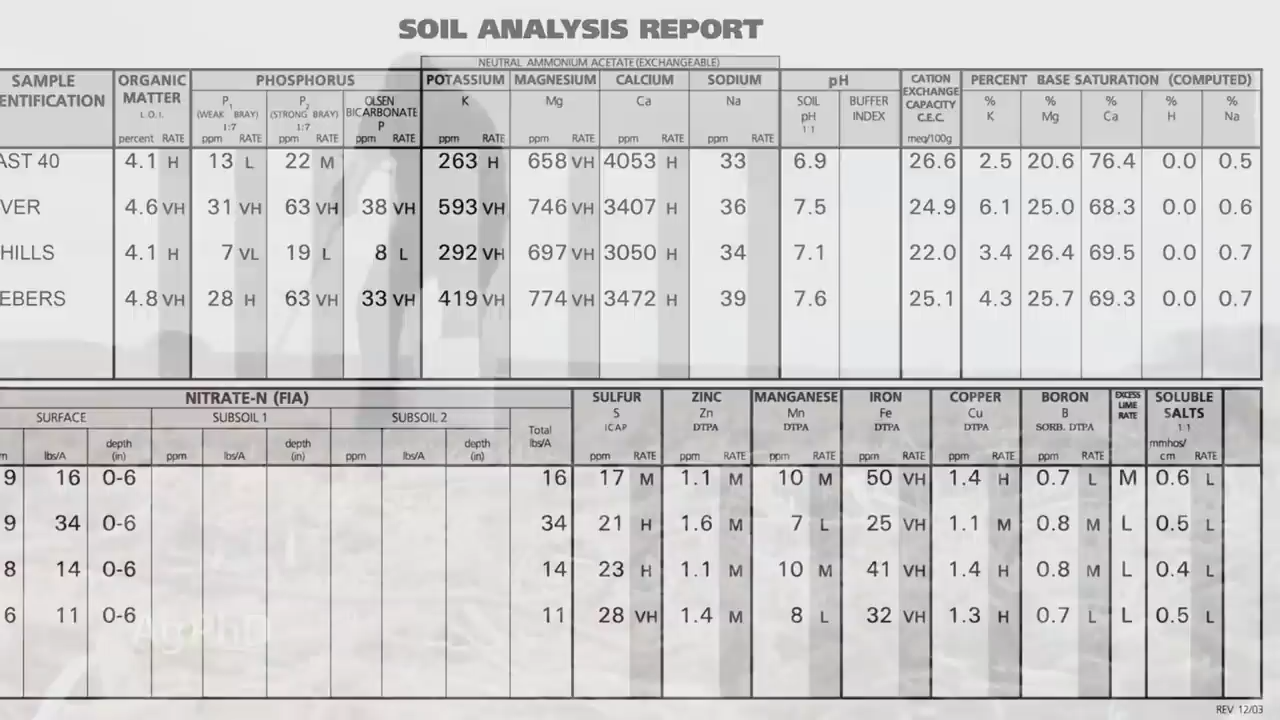 SOIL ANALYSIS REPORT
NEUTRAL AMMONIUM ACETATE (EXCHANGEABLE)
SAMPLE ORGANIC PHOSPHORUS POTASSIUM MAGNESIUM CALCIUM SODIUM pH CATION PERCENT BASE SATURATION (COMPUTED)
ENTIFICATION MATTER P1 P2 OLSEN K Mg Ca Na SOIL BUFFER EXCHANGE % % % % %
L.O.I. (WEAK BRAY) (STRONG BRAY) BICARBONATE pH INDEX CAPACITY K Mg Ca H Na
1:7 1:7 P 1:1 C.E.C.
percent RATE ppm RATE ppm RATE ppm RATE ppm RATE ppm RATE ppm RATE ppm RATE meq/100g
AST 40 4.1 H 13 L 22 M 263 H 658 VH 4053 H 33 6.9 26.6 2.5 20.6 76.4 0.0 0.5
VER 4.6 VH 31 VH 63 VH 38 VH 593 VH 746 VH 3407 H 36 7.5 24.9 6.1 25.0 68.3 0.0 0.6
HILLS 4.1 H 7 VL 19 L 8 L 292 VH 697 VH 3050 H 34 7.1 22.0 3.4 26.4 69.5 0.0 0.7
EBERS 4.8 VH 28 H 63 VH 33 VH 419 VH 774 VH 3472 H 39 7.6 25.1 4.3 25.7 69.3 0.0 0.7
NITRATE-N (FIA) SULFUR ZINC MANGANESE IRON COPPER BORON EXCESS LIME RATE SOLUBLE SALTS
SURFACE SUBSOIL 1 SUBSOIL 2 Total lbs/A S Zn Mn Fe Cu B 1:1
ICAP DTPA DTPA DTPA DTPA SORB. DTPA mmhos/
m lbs/A depth (in) ppm lbs/A depth (in) ppm lbs/A depth (in) ppm RATE ppm RATE ppm RATE ppm RATE ppm RATE ppm RATE cm RATE
9 16 0-6 16 17 M 1.1 M 10 M 50 VH 1.4 H 0.7 L M 0.6 L
9 34 0-6 34 21 H 1.6 M 7 L 25 VH 1.1 M 0.8 M L 0.5 L
8 14 0-6 14 23 H 1.1 M 10 M 41 VH 1.4 H 0.8 M L 0.4 L
6 11 0-6 11 28 VH 1.4 M 8 L 32 VH 1.3 H 0.7 L L 0.5 L
AgPhD
REV 12/03